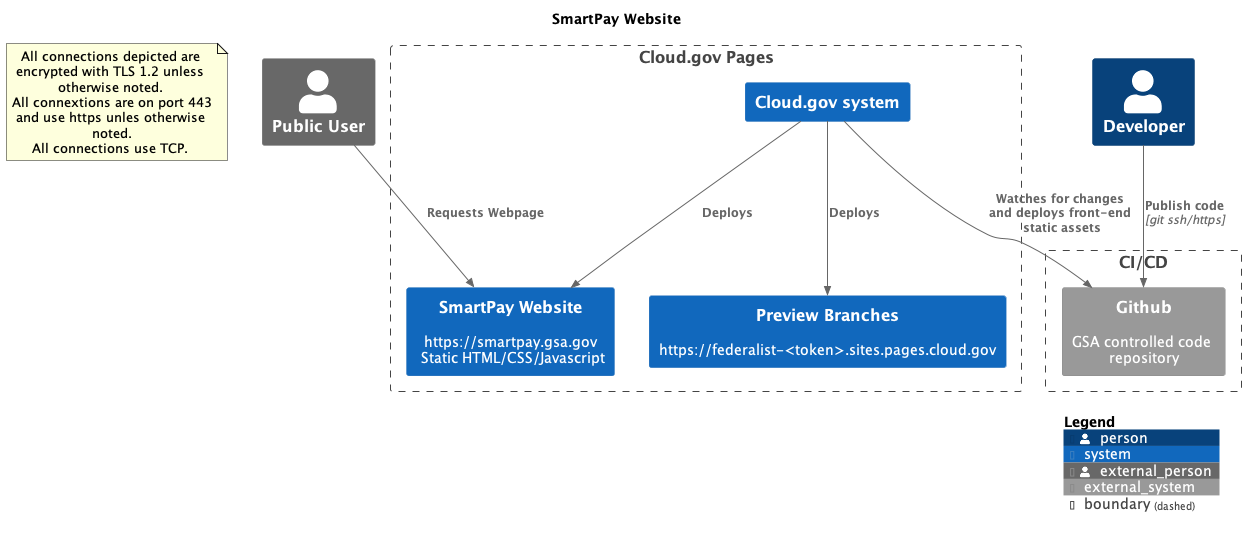 SmartPay Website
All connections depicted are
encrypted with TLS 1.2 unless
otherwise noted.
All connextions are on port 443
and use https unles otherwise
noted.
All connections use TCP.
Public User
Cloud.gov Pages
Cloud.gov system
Developer
Requests Webpage
Deploys
Deploys
Watches for changes
and deploys front-end
static assets
Publish code
[git ssh/https]
CI/CD
SmartPay Website
https://smartpay.gsa.gov
Static HTML/CSS/Javascript
Preview Branches
https://federalist-<token>.sites.pages.cloud.gov
Github
GSA controlled code
repository
Legend
person
system
external_person
external_system
boundary (dashed)